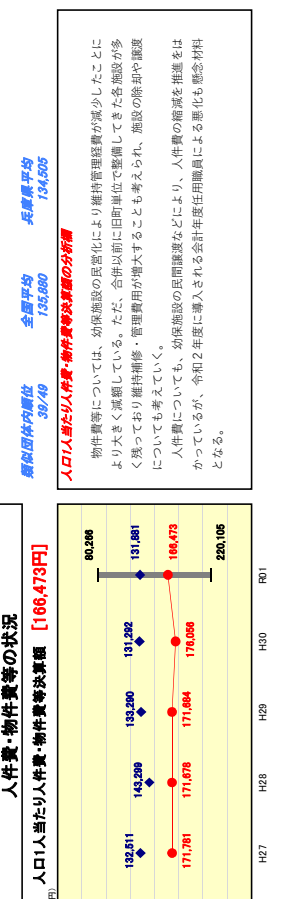 人件費・物件費等の状況
人口1人当たり人件費・物件費等決算額 [166,473円]
円)
80,266
132,511
143,299
133,290
131,292
131,881
171,781
171,678
171,684
176,056
166,473
220,105
H27
H28
H29
H30
R01
類似団体内順位
39/49
全国平均
135,880
兵庫県平均
134,505
人口1人当たり人件費・物件費等決算額の分析欄
物件費等については、幼保施設の民営化により維持管理経費が減少したことに
より大きく減額している。ただ、合併以前に旧町単位で整備してきた各施設が多
く残っており維持補修・管理費用が増大することも考えられ、施設の除却や譲渡
についても考えていく。
人件費についても、幼保施設の民間譲渡などにより、人件費の縮減を推進をは
かっているが、令和２年度に導入される会計年度任用職員による悪化も懸念材料
となる。